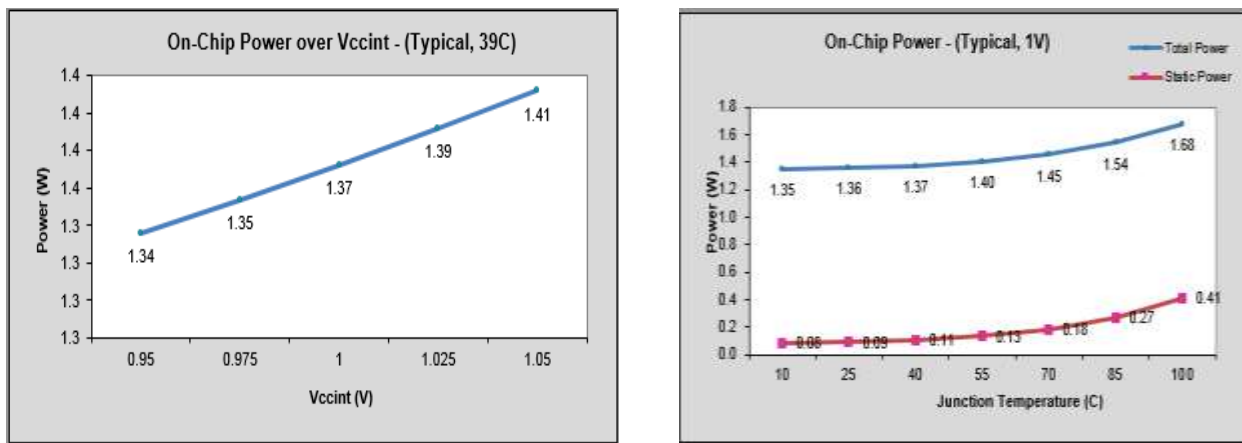 On-Chip Power over Vccint - (Typical, 39C)
1.4
1.4
1.4
1.4
1.3
1.3
1.3
1.3
Power (W)
1.34
1.35
1.37
1.39
1.41
0.95 0.975 1 1.025 1.05
Vccint (V)
On-Chip Power - (Typical, 1V)
Total Power
Static Power
1.8
1.6
1.4
1.2
1.0
0.8
0.6
0.4
0.2
0.0
Power (W)
1.35 1.36 1.37 1.40 1.45 1.54 1.68
0.08 0.09 0.11 0.13 0.18 0.27 0.41
10 25 40 55 70 85 100
Junction Temperature (C)